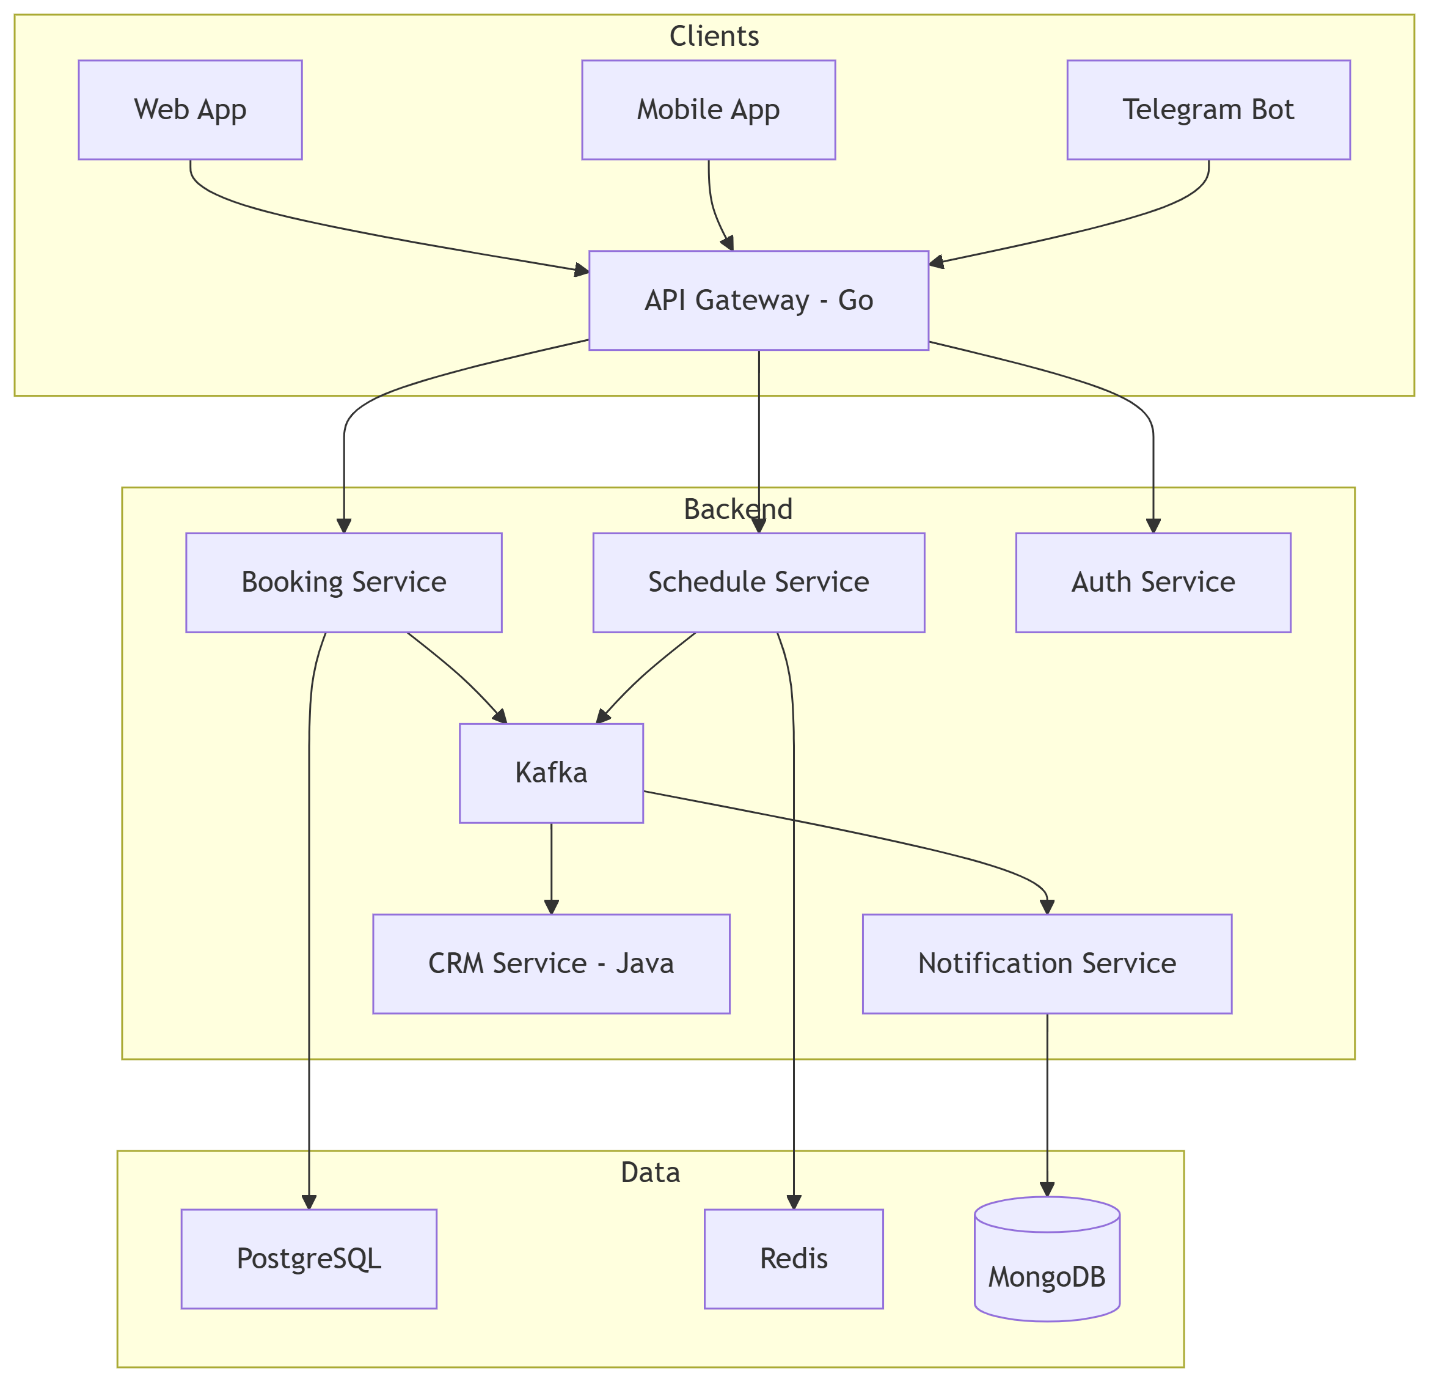 Clients
Web App
Mobile App
Telegram Bot
API Gateway - Go
Backend
Booking Service
Schedule Service
Auth Service
Kafka
CRM Service - Java
Notification Service
Data
PostgreSQL
Redis
MongoDB